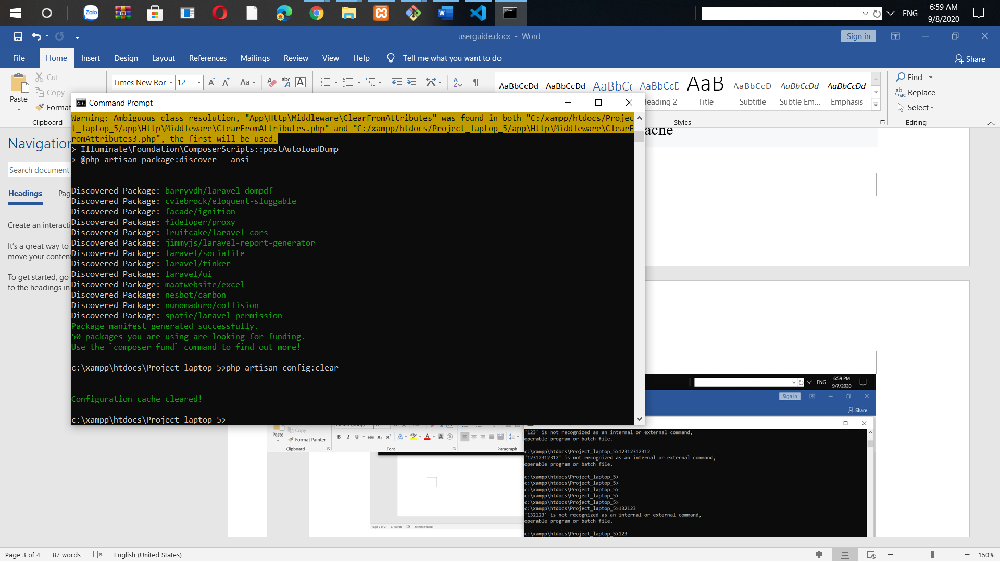 Zalo
ENG
6:59 AM
9/8/2020
userguide.docx - Word
Sign in
File
Home
Insert
Design
Layout
References
Mailings
Review
View
Help
Tell me what you want to do
Share
Paste
Cut
Copy
Format
Clipboard
Times New Ror
12
Aa
AaBbCcDd
AaBbCcDd
AaBbC
AaBbCcD
AaB
AaBbCcD
AaBbCcDd
AaBbCcDd
Heading 2
Title
Subtitle
Subtle Em...
Emphasis
Styles
Find
Replace
Select
Editing
Navigation
Search document
Headings
Pag
Create an interacti
It's a great way to
move your content
To get started, go
to the headings in
Command Prompt
Warning: Ambiguous class resolution, "App\Http\Middleware\ClearFromAttributes" was found in both "C:/xampp/htdocs/Projec
t_laptop_5/app\Http\Middleware\ClearFromAttributes.php" and "C:/xampp/htdocs/Project_laptop_5/app\Http\Middleware\ClearF
romAttributes3.php", the first will be used.
> Illuminate\Foundation\ComposerScripts::postAutoloadDump
> @php artisan package:discover --ansi
Discovered Package: barryvdh/laravel-dompdf
Discovered Package: cviebrock/eloquent-sluggable
Discovered Package: facade/ignition
Discovered Package: fideloper/proxy
Discovered Package: fruitcake/laravel-cors
Discovered Package: jimmyjs/laravel-report-generator
Discovered Package: laravel/socialite
Discovered Package: laravel/tinker
Discovered Package: laravel/ui
Discovered Package: maatwebsite/excel
Discovered Package: nesbot/carbon
Discovered Package: nunomaduro/collision
Discovered Package: spatie/laravel-permission
Package manifest generated successfully.
50 packages you are using are looking for funding.
Use the `composer fund` command to find out more!
c:\xampp\htdocs\Project_laptop_5>php artisan config:clear
Configuration cache cleared!
c:\xampp\htdocs\Project_laptop_5>
ache
ENG
6:59 PM
9/7/2020
Sign in
Share
Paste
Copy
Format Painter
Clipboard
Font
Paragraph
'123' is not recognized as an internal or external command,
operable program or batch file.
c:\xampp\htdocs\Project_laptop_5>12312312312
'12312312312' is not recognized as an internal or external command,
operable program or batch file.
c:\xampp\htdocs\Project_laptop_5>
c:\xampp\htdocs\Project_laptop_5>
c:\xampp\htdocs\Project_laptop_5>
c:\xampp\htdocs\Project_laptop_5>
c:\xampp\htdocs\Project_laptop_5>
c:\xampp\htdocs\Project_laptop_5>132123
'132123' is not recognized as an internal or external command,
operable program or batch file.
c:\xampp\htdocs\Project_laptop_5>123
Page 2 of 2
37 words
French (France)
Page 3 of 4
87 words
English (United States)
150%